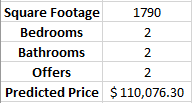 Square Footage 1790
Bedrooms 2
Bathrooms 2
Offers 2
Predicted Price $ 110,076.30